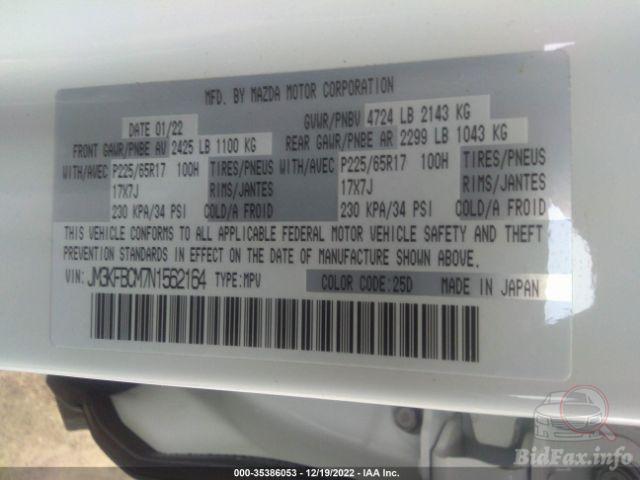 MFD. BY MAZDA MOTOR CORPORATION
DATE 01/22 GVWR/PNBV 4724 LB 2143 KG
FRONT GAWR/PNBE AV 2425 LB 1100 KG REAR GAWR/PNBE AR 2299 LB 1043 KG
WITH/AVEC P225/65R17 100H TIRES/PNEUS WITH/AVEC P225/65R17 100H TIRES/PNEUS
17X7J RIMS/JANTES 17X7J RIMS/JANTES
230 KPA/34 PSI COLD/A FROID 230 KPA/34 PSI COLD/A FROID
THIS VEHICLE CONFORMS TO ALL APPLICABLE FEDERAL MOTOR VEHICLE SAFETY AND THEFT
PREVENTION STANDARDS IN EFFECT ON THE DATE OF MANUFACTURE SHOWN ABOVE.
VIN: JM3KFBCM7N1562164 TYPE:MPV COLOR CODE:25D MADE IN JAPAN
BidFax.info
000-35386053 - 12/19/2022 - IAA Inc.